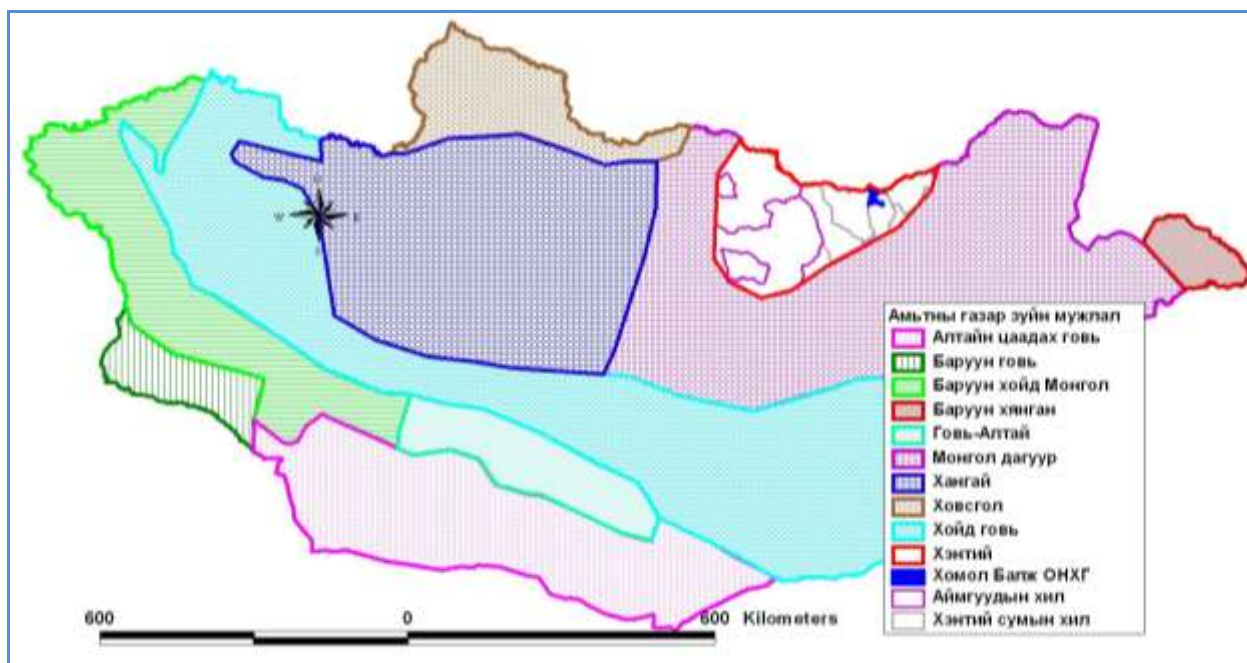 W
E
Амьтны газар зүйн мужлал
Алтайн цаадах говь
Баруун говь
Баруун хойд Монгол
Баруун хянган
Говь-Алтай
Монгол дагуур
Хангай
Ховсгол
Хойд говь
Хэнтий
Хомол Балж ОНХГ
Аймгуудын хил
Хэнтий сумын хил
600 0 600 Kilometers